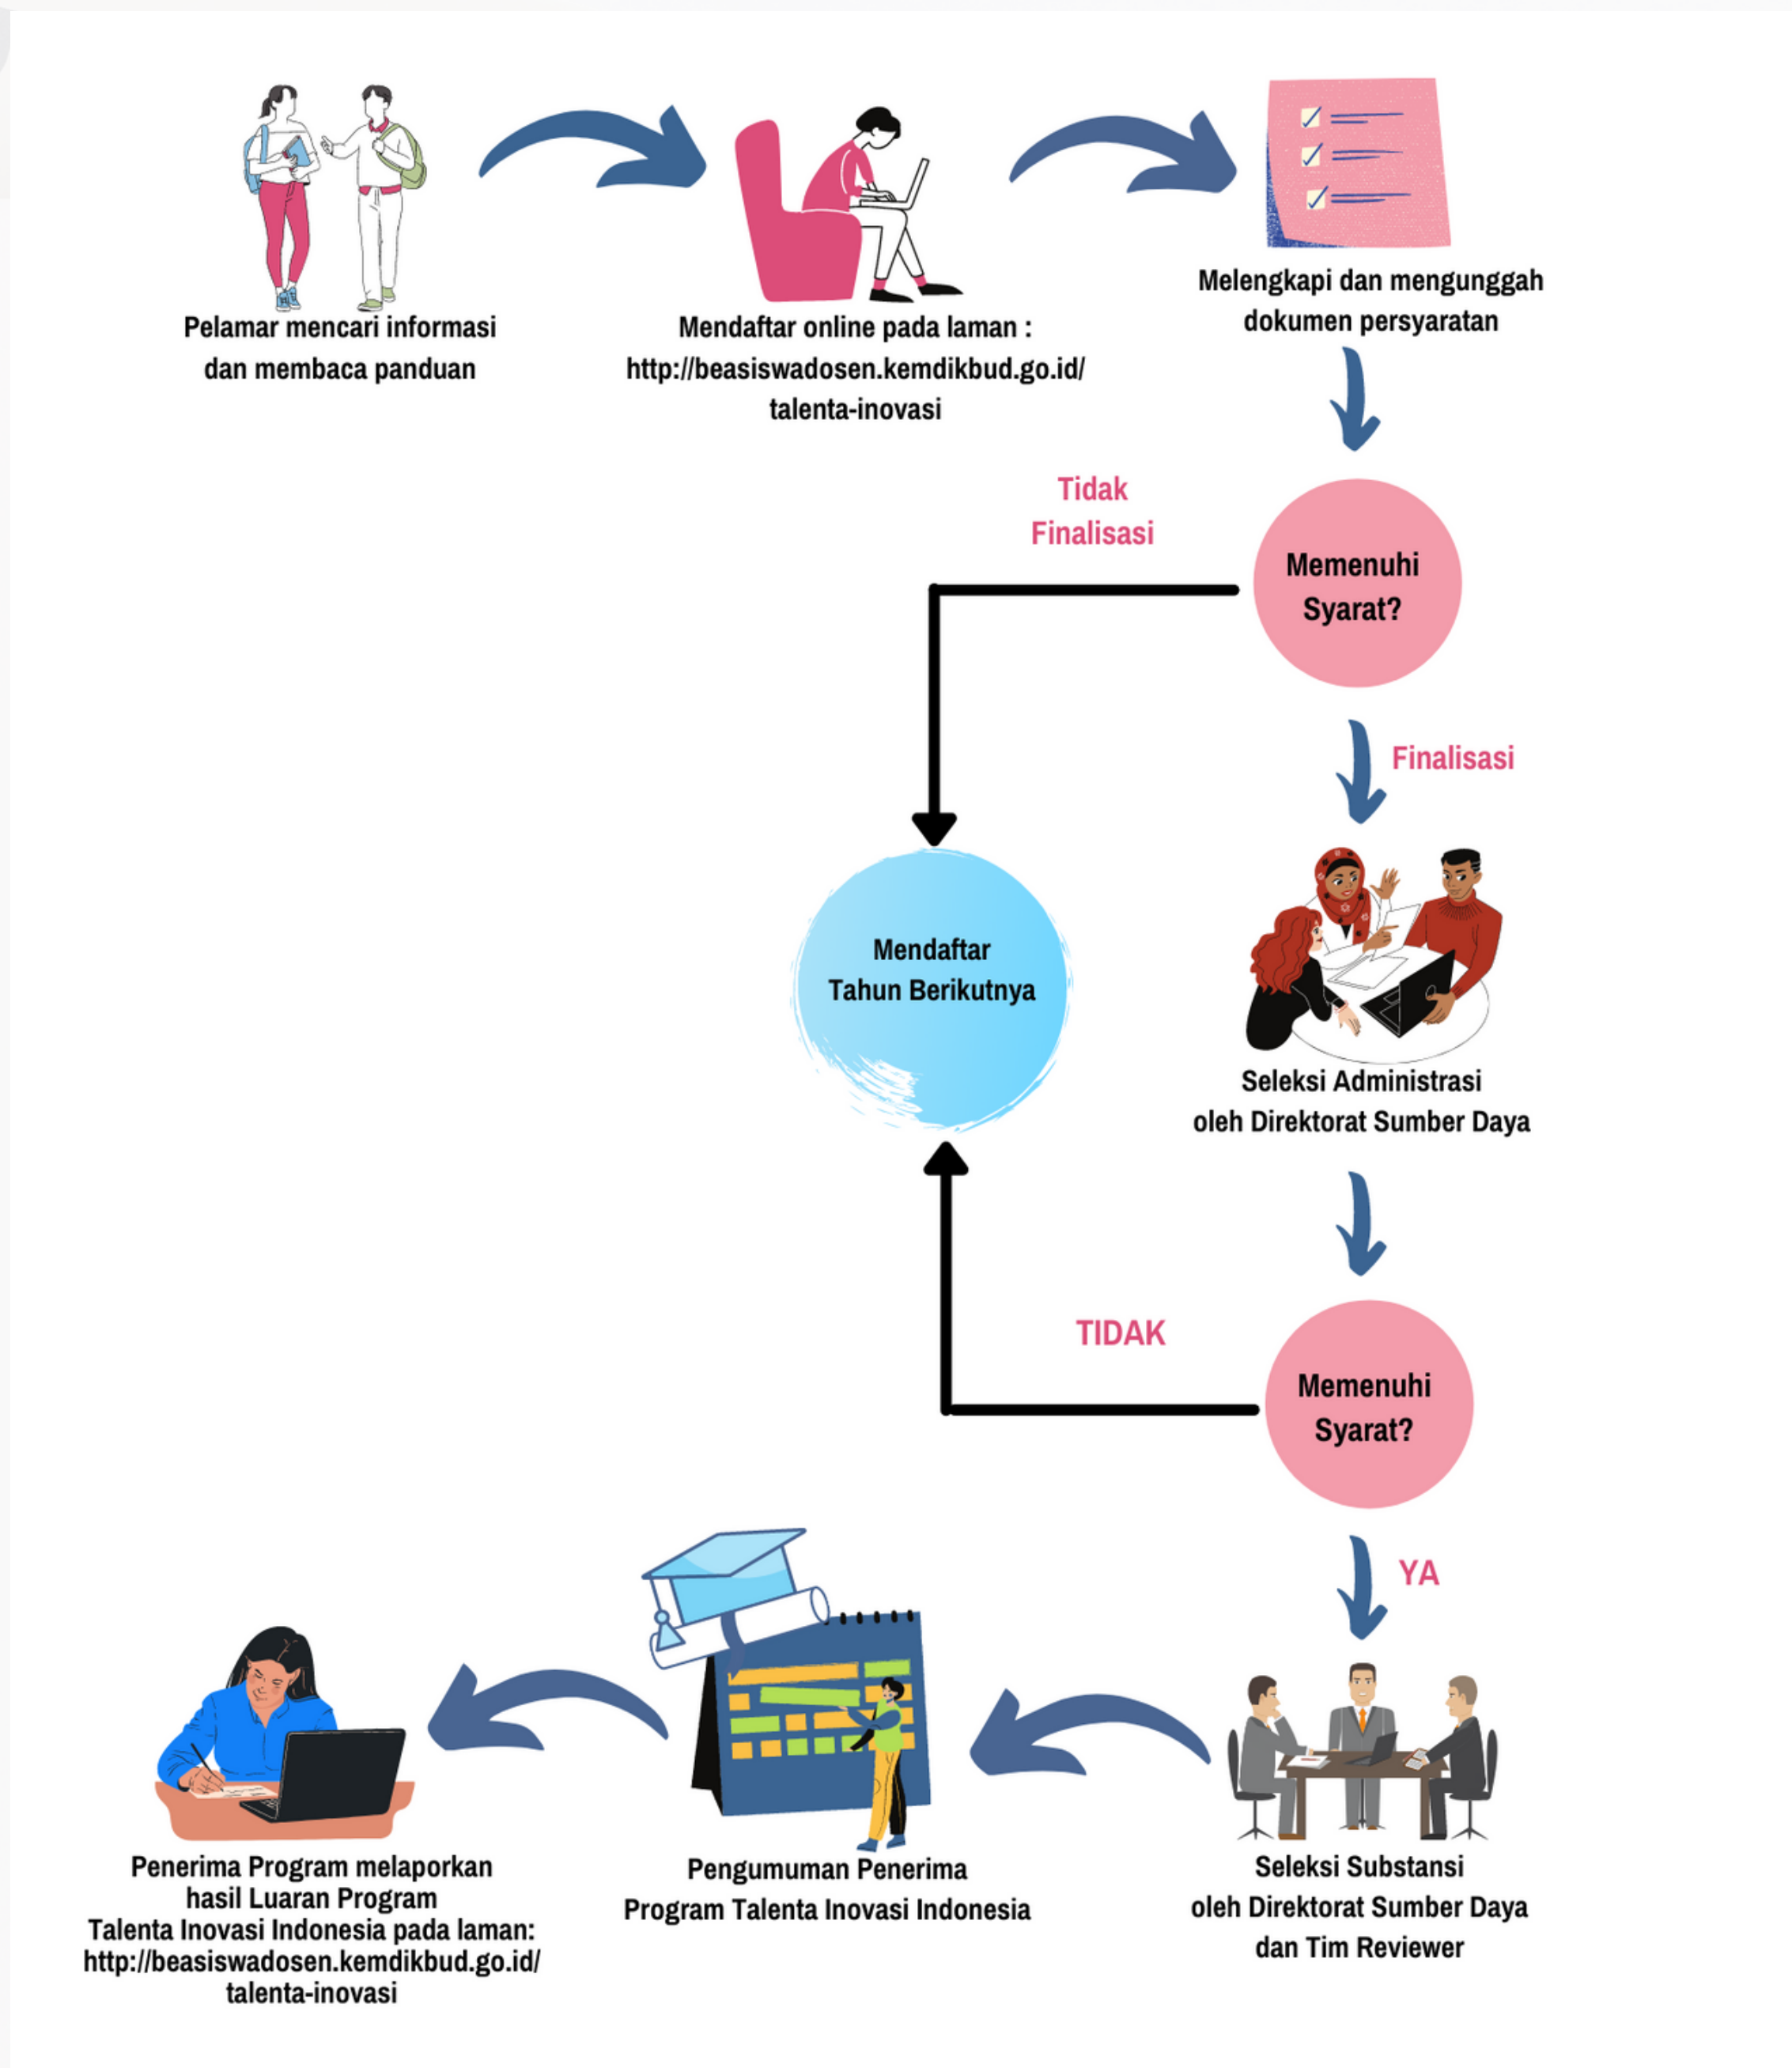 Pelamar mencari informasi
dan membaca panduan
Mendaftar online pada laman :
http://beasiswadosen.kemdikbud.go.id/
talenta-inovasi
Melengkapi dan mengunggah
dokumen persyaratan
Memenuhi
Syarat?
Tidak
Finalisasi
Finalisasi
Mendaftar
Tahun Berikutnya
Seleksi Administrasi
oleh Direktorat Sumber Daya
Memenuhi
Syarat?
TIDAK
YA
Seleksi Substansi
oleh Direktorat Sumber Daya
dan Tim Reviewer
Pengumuman Penerima
Program Talenta Inovasi Indonesia
Penerima Program melaporkan
hasil Luaran Program
Talenta Inovasi Indonesia pada laman:
http://beasiswadosen.kemdikbud.go.id/
talenta-inovasi